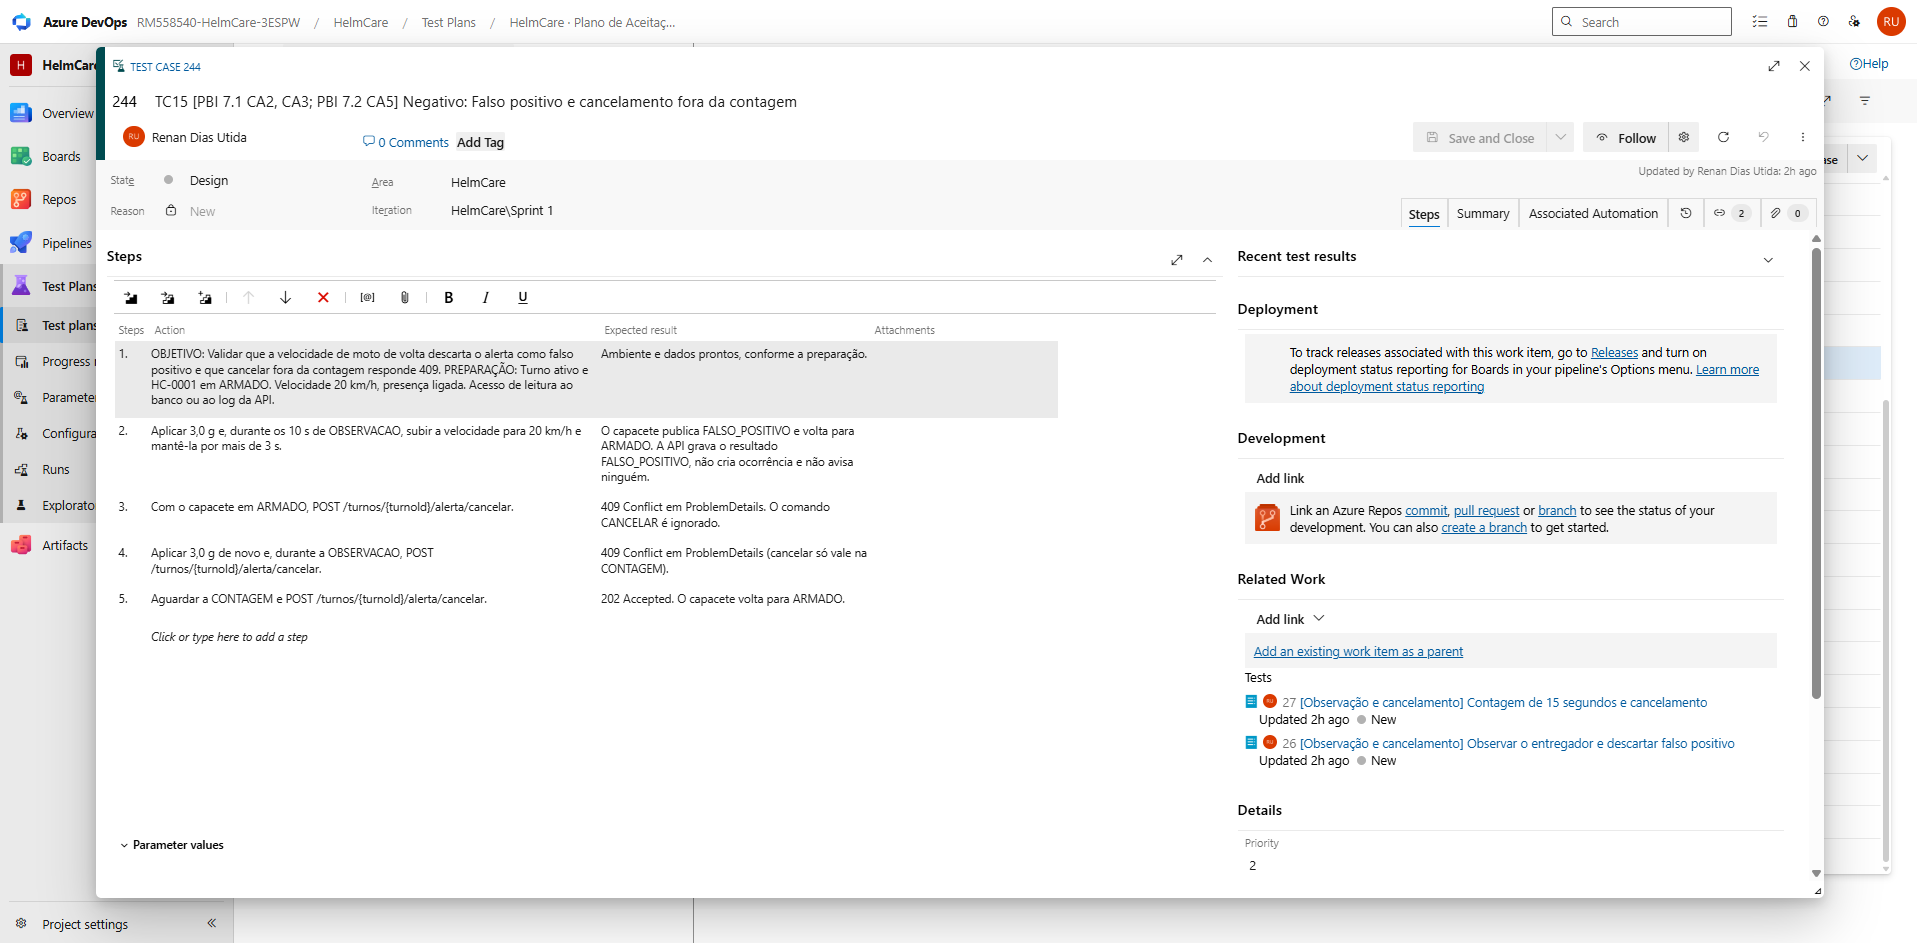 Azure DevOps RM558540-HelmCare-3ESPW / HelmCare / Test Plans / HelmCare · Plano de Aceitaç...
Search
RU
H HelmCare
Help
TEST CASE 244
244 TC15 [PBI 7.1 CA2, CA3; PBI 7.2 CA5] Negativo: Falso positivo e cancelamento fora da contagem
RU Renan Dias Utida
0 Comments Add Tag
Save and Close
Follow
Updated by Renan Dias Utida: 2h ago
State Design
Area HelmCare
Reason New
Iteration HelmCare\Sprint 1
Steps Summary Associated Automation 2 0
Overview
Boards
Repos
Pipelines
Test Plans
Test plans
Progress r
Paramete
Configura
Runs
Explorato
Artifacts
Project settings
Steps
B I U
Steps Action Expected result Attachments
1. OBJETIVO: Validar que a velocidade de moto de volta descarta o alerta como falso
positivo e que cancelar fora da contagem responde 409. PREPARAÇÃO: Turno ativo e
HC-0001 em ARMADO. Velocidade 20 km/h, presença ligada. Acesso de leitura ao
banco ou ao log da API.
Ambiente e dados prontos, conforme a preparação.
2. Aplicar 3,0 g e, durante os 10 s de OBSERVACAO, subir a velocidade para 20 km/h e
mantê-la por mais de 3 s.
O capacete publica FALSO_POSITIVO e volta para
ARMADO. A API grava o resultado
FALSO_POSITIVO, não cria ocorrência e não avisa
ninguém.
3. Com o capacete em ARMADO, POST /turnos/{turnoId}/alerta/cancelar.
409 Conflict em ProblemDetails. O comando
CANCELAR é ignorado.
4. Aplicar 3,0 g de novo e, durante a OBSERVACAO, POST
/turnos/{turnoId}/alerta/cancelar.
409 Conflict em ProblemDetails (cancelar só vale na
CONTAGEM).
5. Aguardar a CONTAGEM e POST /turnos/{turnoId}/alerta/cancelar.
202 Accepted. O capacete volta para ARMADO.
Click or type here to add a step
Parameter values
Recent test results
Deployment
To track releases associated with this work item, go to Releases and turn on
deployment status reporting for Boards in your pipeline's Options menu. Learn more
about deployment status reporting
Development
Add link
Link an Azure Repos commit, pull request or branch to see the status of your
development. You can also create a branch to get started.
Related Work
Add link
Add an existing work item as a parent
Tests
27 [Observação e cancelamento] Contagem de 15 segundos e cancelamento
Updated 2h ago New
26 [Observação e cancelamento] Observar o entregador e descartar falso positivo
Updated 2h ago New
Details
Priority
2